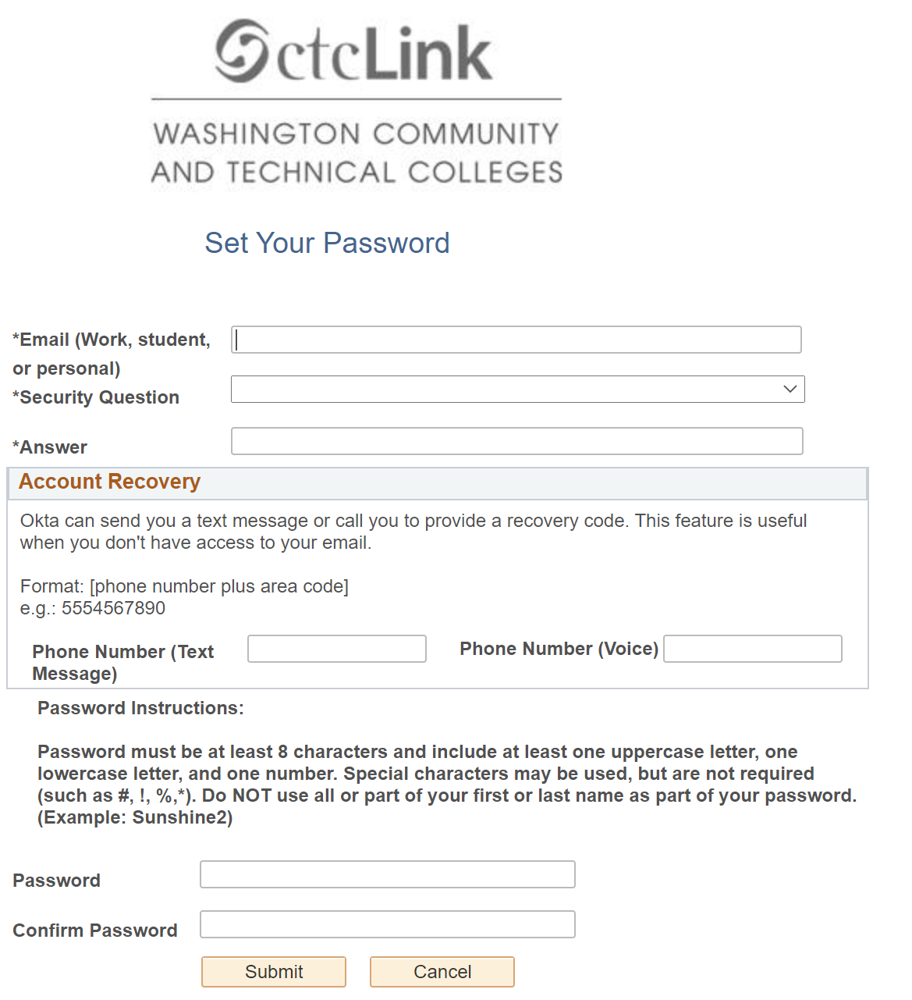 ctcLink
WASHINGTON COMMUNITY
AND TECHNICAL COLLEGES
Set Your Password
*Email (Work, student,
or personal)
*Security Question
*Answer
Account Recovery
Okta can send you a text message or call you to provide a recovery code. This feature is useful
when you don't have access to your email.
Format: [phone number plus area code]
e.g.: 5554567890
Phone Number (Text
Message)
Phone Number (Voice)
Password Instructions:
Password must be at least 8 characters and include at least one uppercase letter, one
lowercase letter, and one number. Special characters may be used, but are not required
(such as #, !, %,*). Do NOT use all or part of your first or last name as part of your password.
(Example: Sunshine2)
Password
Confirm Password
Submit
Cancel